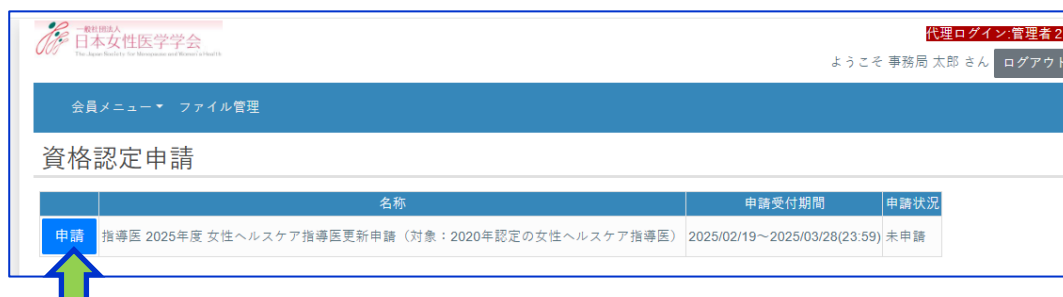 一般社団法人
日本女性医学学会
The Japan Society for Menopause and Women's Health
代理ログイン:管理者2
ようこそ 事務局 太郎 さん ログアウト
会員メニュー ファイル管理
資格認定申請
名称 申請受付期間 申請状況
申請 指導医 2025年度 女性ヘルスケア指導医更新申請（対象：2020年認定の女性ヘルスケア指導医） 2025/02/19～2025/03/28(23:59) 未申請